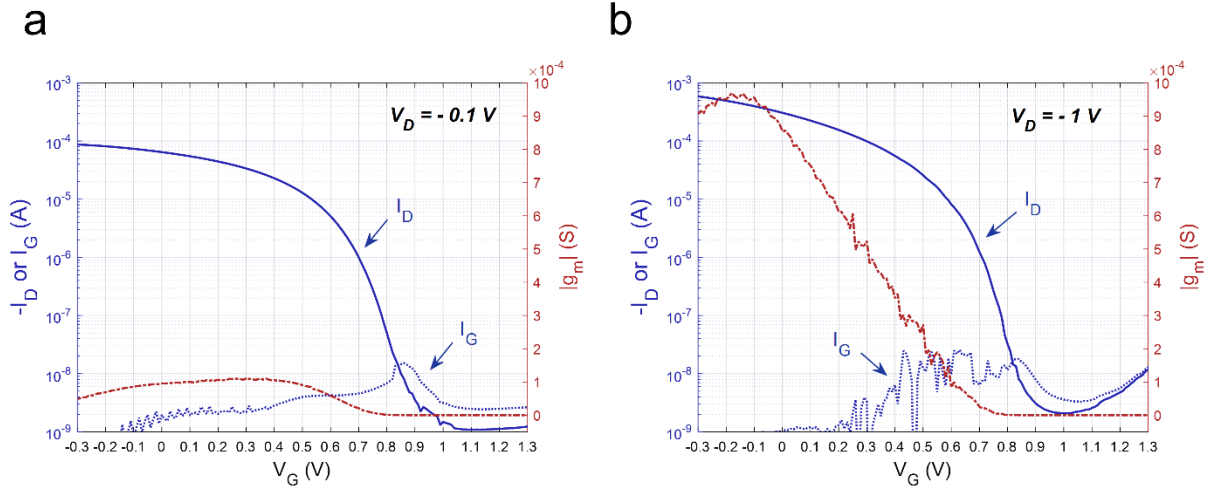 a
V_D = - 0.1 V
-I_D or I_G (A)
10^-3
10^-4
10^-5
10^-6
10^-7
10^-8
10^-9
I_D
I_G
×10^-4
10
9
8
7
6
5
4
3
2
1
0
|g_m| (S)
-0.3 -0.2 -0.1 0 0.1 0.2 0.3 0.4 0.5 0.6 0.7 0.8 0.9 1 1.1 1.2 1.3
V_G (V)
b
V_D = - 1 V
-I_D or I_G (A)
10^-3
10^-4
10^-5
10^-6
10^-7
10^-8
10^-9
I_D
I_G
×10^-4
10
9
8
7
6
5
4
3
2
1
0
|g_m| (S)
-0.3 -0.2 -0.1 0 0.1 0.2 0.3 0.4 0.5 0.6 0.7 0.8 0.9 1 1.1 1.2 1.3
V_G (V)